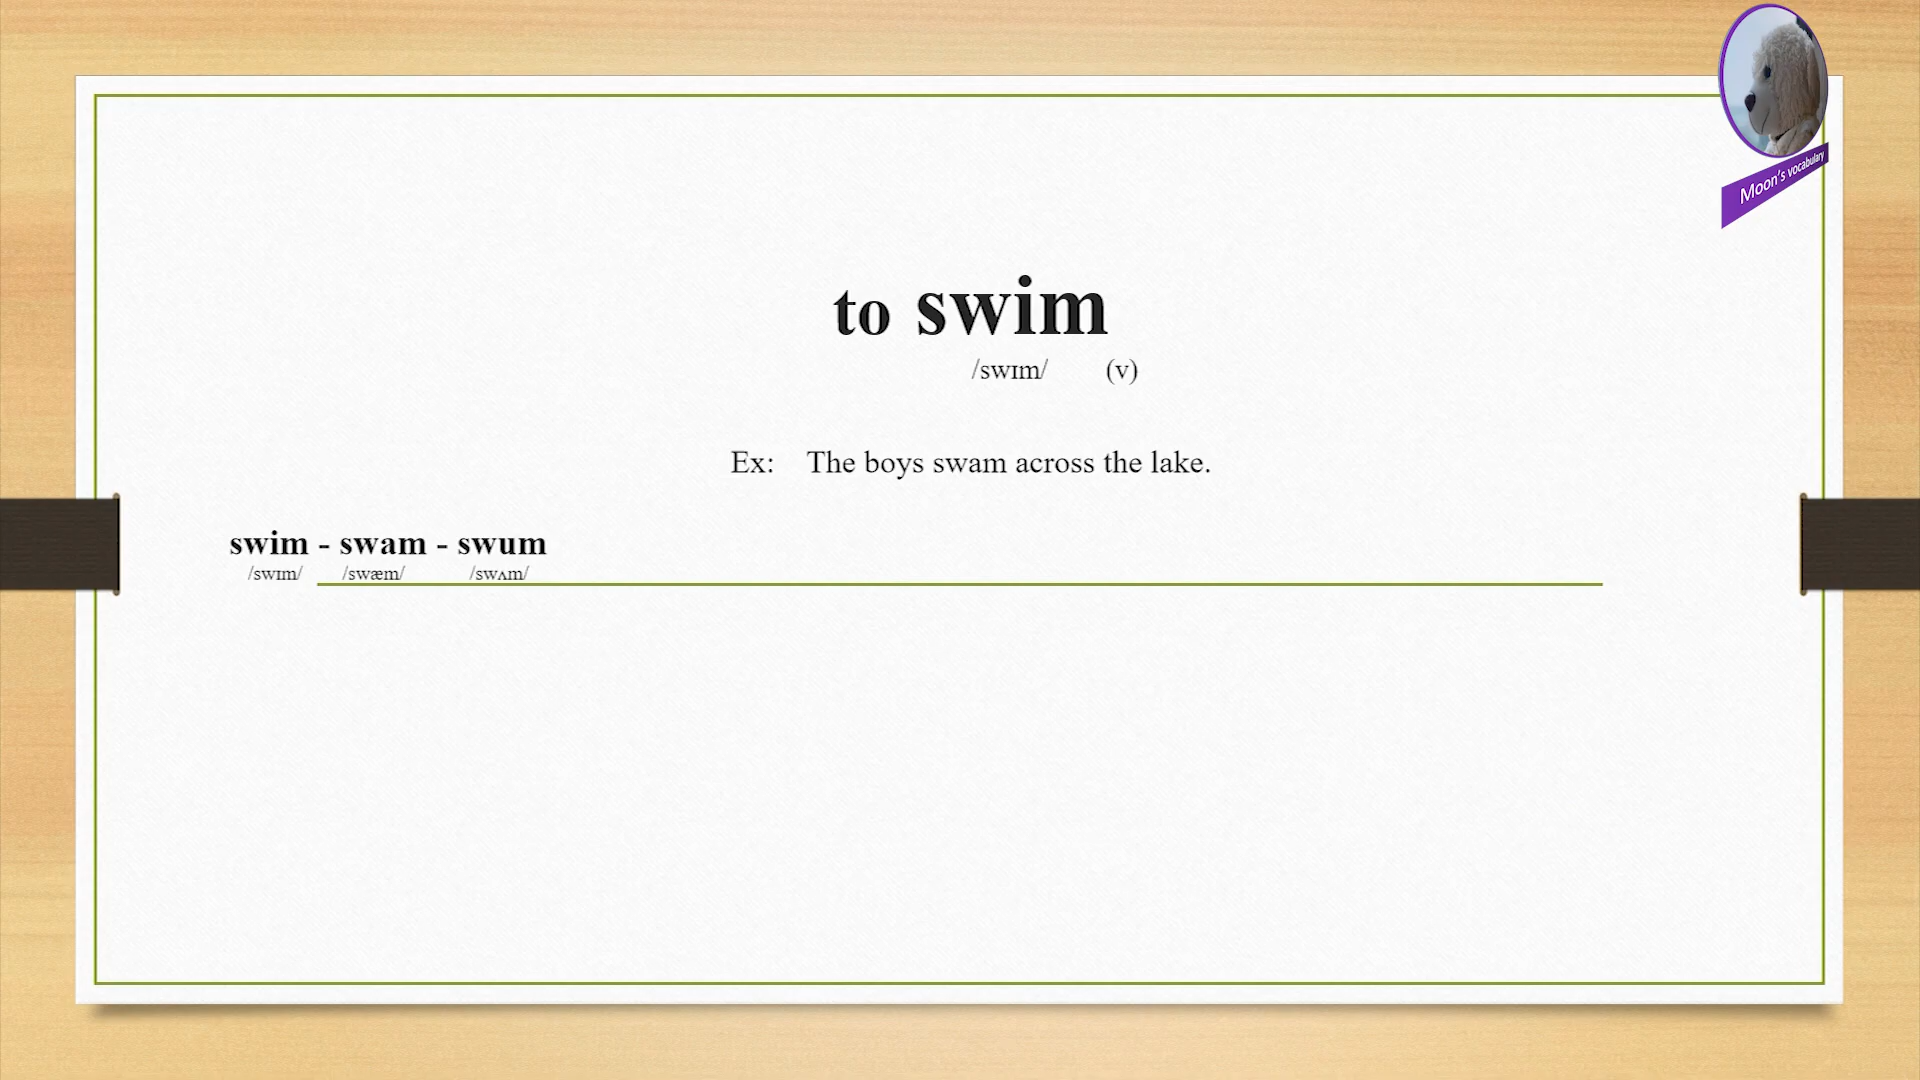 Moon's vocabulary
to swim
/swɪm/ (v)
Ex: The boys swam across the lake.
swim - swam - swum
/swɪm/ /swæm/ /swʌm/